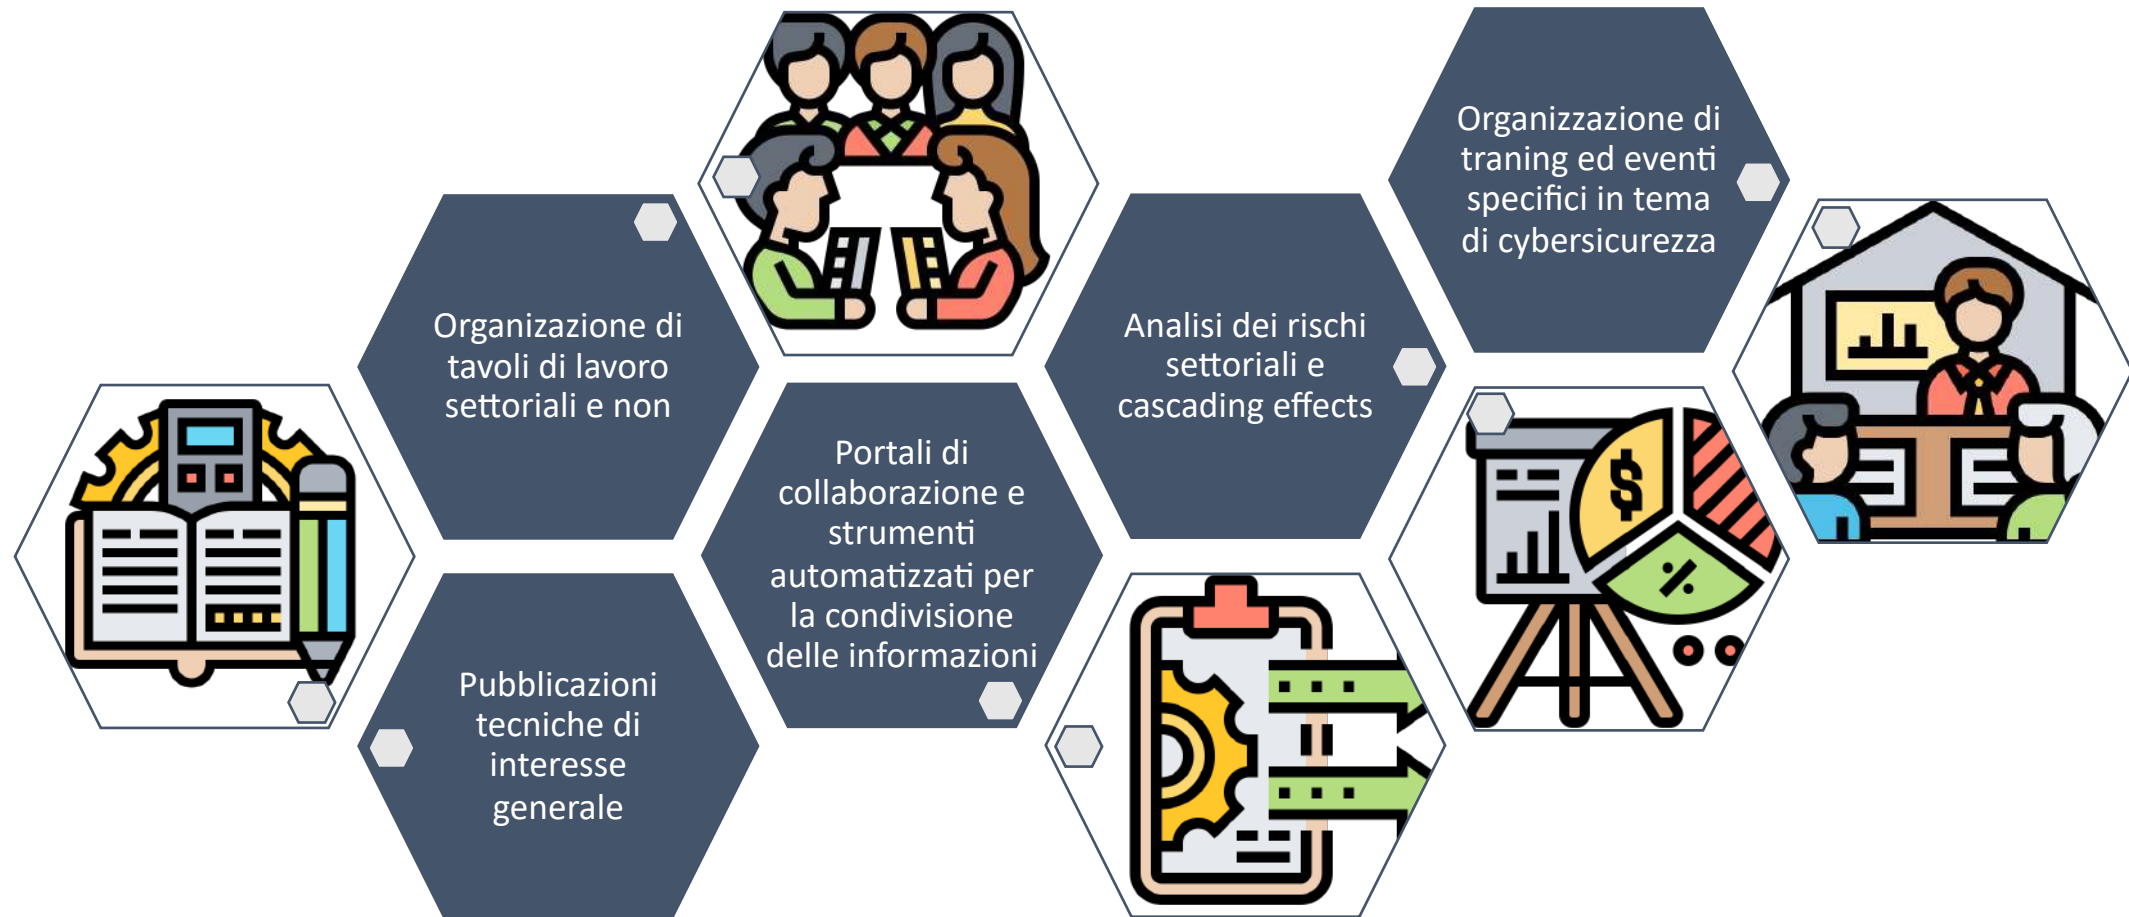 Organizazione di
tavoli di lavoro
settoriali e non
Pubblicazioni
tecniche di
interesse
generale
Portali di
collaborazione e
strumenti
automatizzati per
la condivisione
delle informazioni
Analisi dei rischi
settoriali e
cascading effects
Organizzazione di
traning ed eventi
specifici in tema
di cybersicurezza
$
%